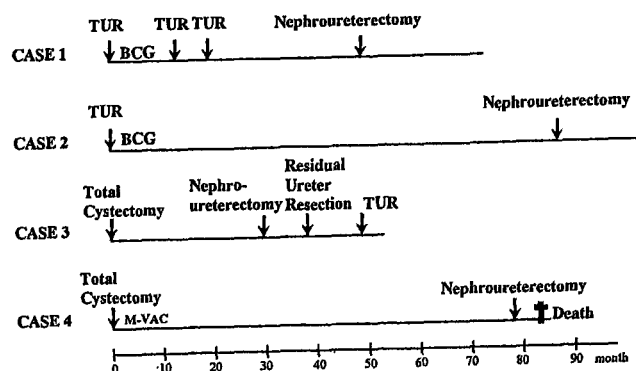 TUR TUR TUR Nephroureterectomy
CASE 1 BCG
TUR Nephroureterectomy
CASE 2 BCG
Total
Cystectomy
Nephro-
ureterectomy
Residual
Ureter
Resection
TUR
CASE 3
Total
Cystectomy
Nephroureterectomy
CASE 4 M-VAC Death
0 10 20 30 40 50 60 70 80 90 month